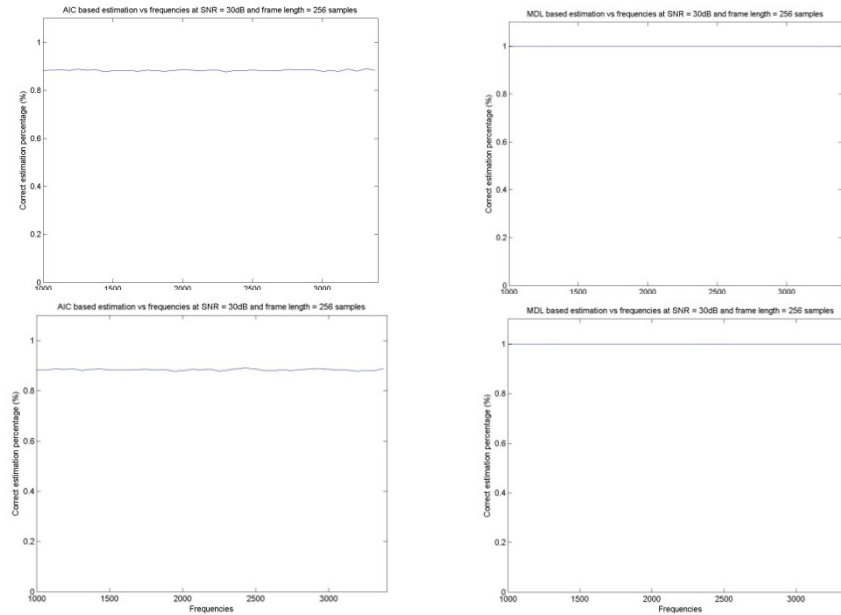 AIC based estimation vs frequencies at SNR = 30dB and frame length = 256 samples
Correct estimation percentage (%)
1
0.8
0.6
0.4
0.2
0
1000 1500 2000 2500 3000
MDL based estimation vs frequencies at SNR = 30dB and frame length = 256 samples
Correct estimation percentage (%)
1
0.8
0.6
0.4
0.2
0
1000 1500 2000 2500 3000
AIC based estimation vs frequencies at SNR = 30dB and frame length = 256 samples
Correct estimation percentage (%)
1
0.8
0.6
0.4
0.2
0
1000 1500 2000 2500 3000
Frequencies
MDL based estimation vs frequencies at SNR = 30dB and frame length = 256 samples
Correct estimation percentage (%)
1
0.8
0.6
0.4
0.2
0
1000 1500 2000 2500 3000
Frequencies